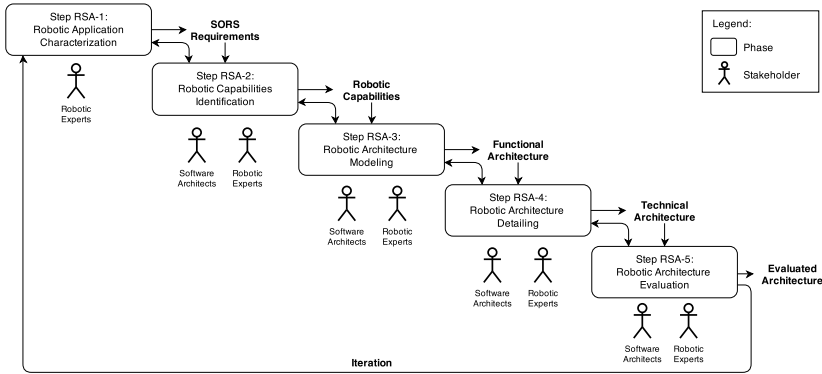 Step RSA-1:
Robotic Application
Characterization
SORS
Requirements
Legend:
Phase
Stakeholder
Robotic
Experts
Step RSA-2:
Robotic Capabilities
Identification
Robotic
Capabilities
Software
Architects
Robotic
Experts
Step RSA-3:
Robotic Architecture
Modeling
Functional
Architecture
Software
Architects
Robotic
Experts
Step RSA-4:
Robotic Architecture
Detailing
Technical
Architecture
Software
Architects
Robotic
Experts
Step RSA-5:
Robotic Architecture
Evaluation
Evaluated
Architecture
Software
Architects
Robotic
Experts
Iteration